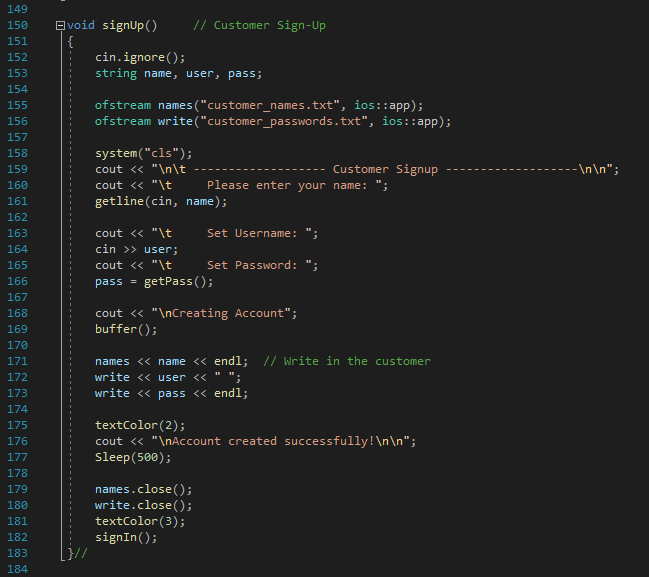 149
150 void signUp()     // Customer Sign-Up
151 {
152     cin.ignore();
153     string name, user, pass;
154
155     ofstream names("customer_names.txt", ios::app);
156     ofstream write("customer_passwords.txt", ios::app);
157
158     system("cls");
159     cout << "\n\t ------------------- Customer Signup -------------------\n\n";
160     cout << "\t     Please enter your name: ";
161     getline(cin, name);
162
163     cout << "\t     Set Username: ";
164     cin >> user;
165     cout << "\t     Set Password: ";
166     pass = getPass();
167
168     cout << "\nCreating Account";
169     buffer();
170
171     names << name << endl;  // Write in the customer
172     write << user << " ";
173     write << pass << endl;
174
175     textColor(2);
176     cout << "\nAccount created successfully!\n\n";
177     Sleep(500);
178
179     names.close();
180     write.close();
181     textColor(3);
182     signIn();
183 }//
184